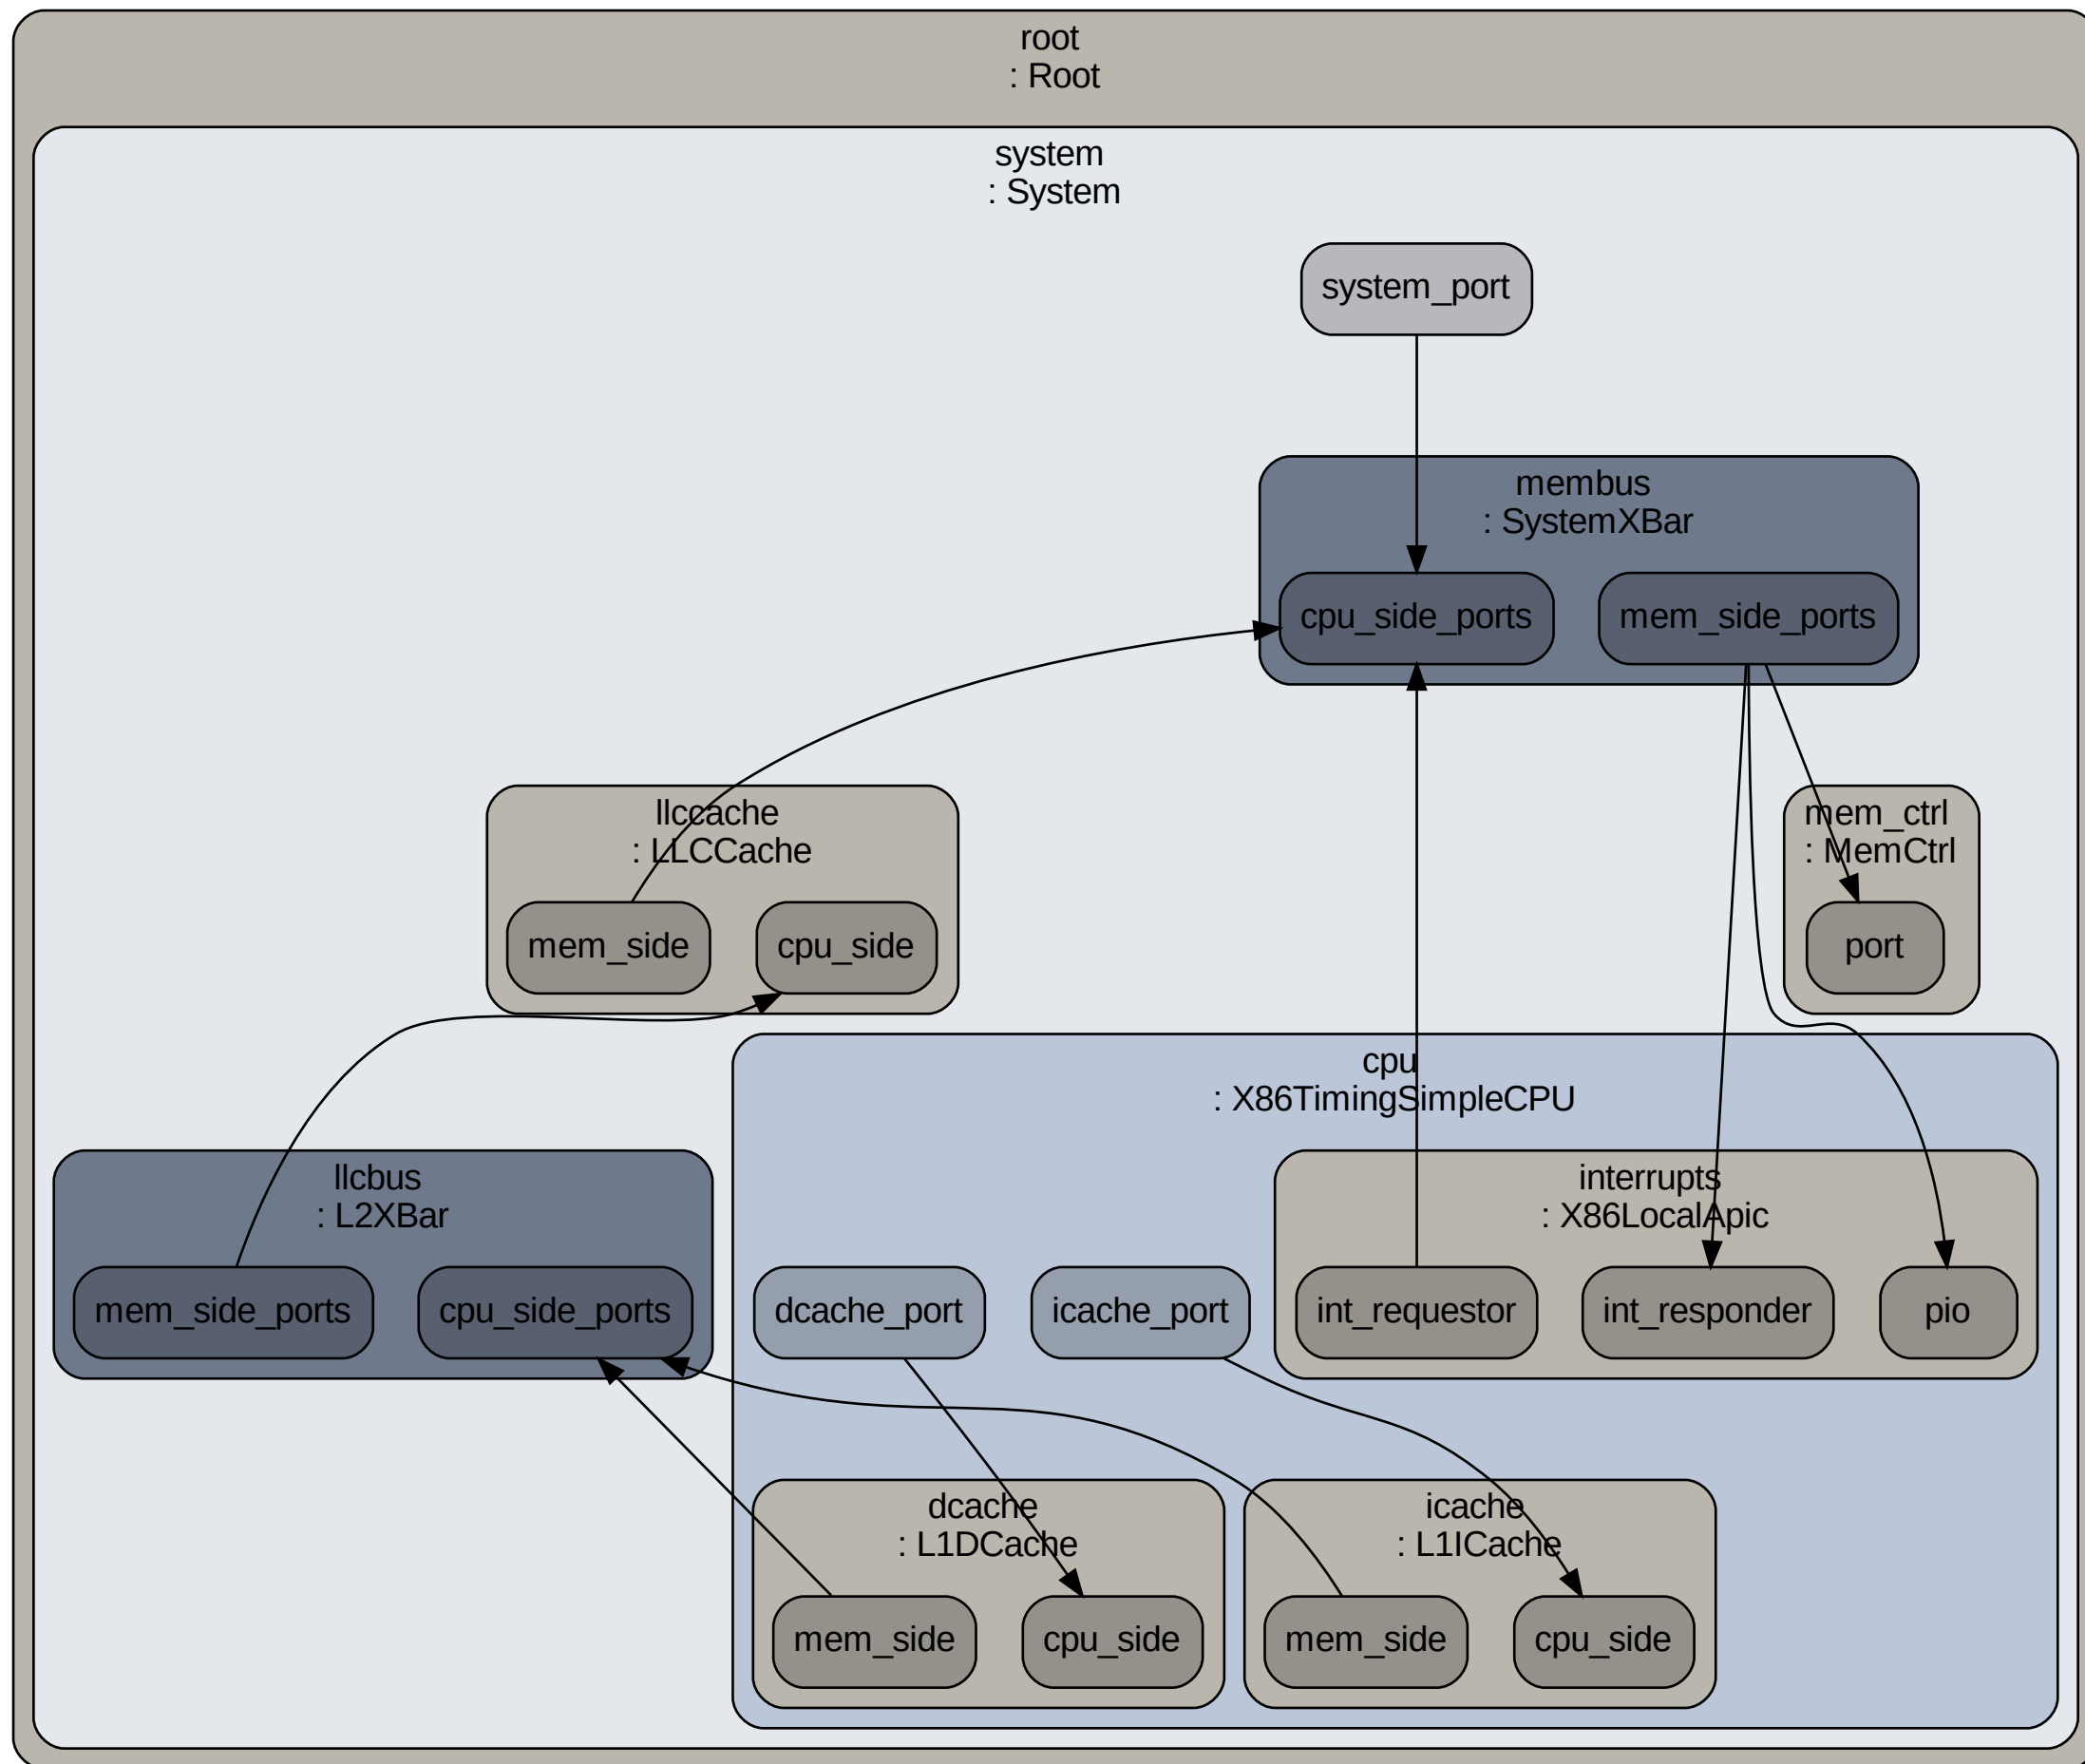 root
: Root
system
: System
system_port
membus
: SystemXBar
cpu_side_ports
mem_side_ports
llccache
: LLCCache
mem_side
cpu_side
mem_ctrl
: MemCtrl
port
cpu
: X86TimingSimpleCPU
llcbus
: L2XBar
mem_side_ports
cpu_side_ports
dcache_port
icache_port
interrupts
: X86LocalApic
int_requestor
int_responder
pio
dcache
: L1DCache
mem_side
cpu_side
icache
: L1ICache
mem_side
cpu_side